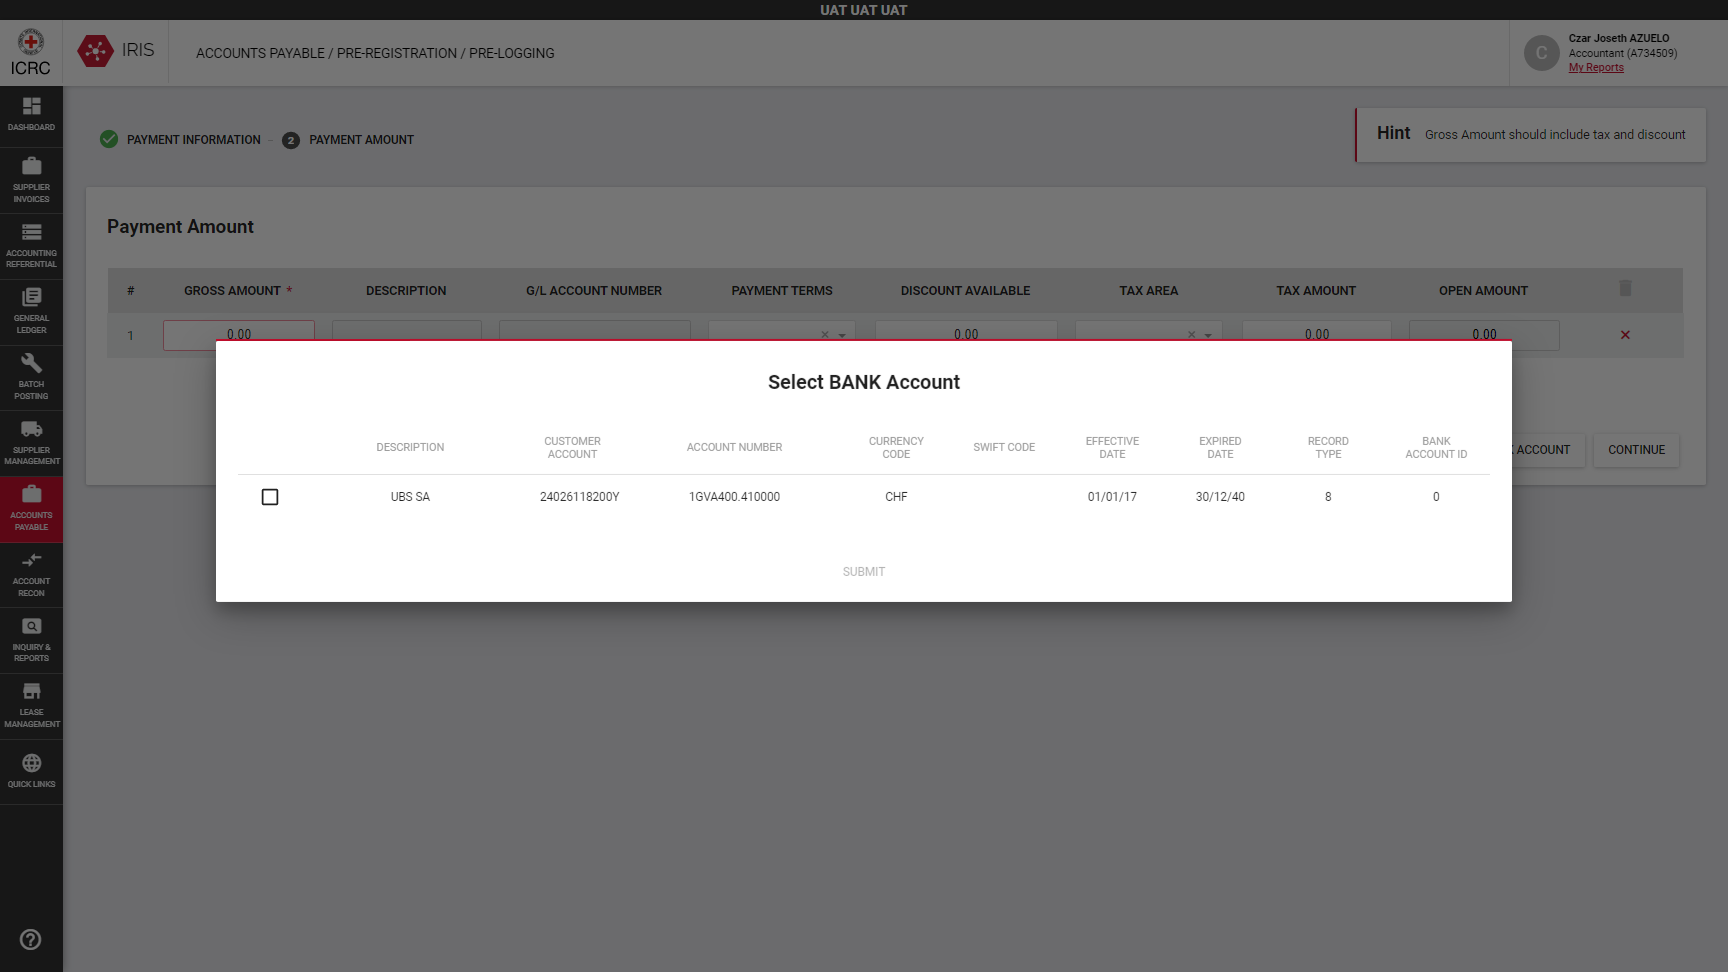 UAT UAT UAT
ICRC
IRIS
ACCOUNTS PAYABLE / PRE-REGISTRATION / PRE-LOGGING
C
Czar Joseth AZUELO
Accountant (A734509)
My Reports
DASHBOARD
SUPPLIER
INVOICES
ACCOUNTING
REFERENTIAL
GENERAL
LEDGER
BATCH
POSTING
SUPPLIER
MANAGEMENT
ACCOUNTS
PAYABLE
ACCOUNT
RECON
INQUIRY &
REPORTS
LEASE
MANAGEMENT
QUICK LINKS
PAYMENT INFORMATION
2 PAYMENT AMOUNT
Hint Gross Amount should include tax and discount
Payment Amount
# GROSS AMOUNT * DESCRIPTION G/L ACCOUNT NUMBER PAYMENT TERMS DISCOUNT AVAILABLE TAX AREA TAX AMOUNT OPEN AMOUNT
1 0.00 × 0.00 × 0.00 0.00 ×
ACCOUNT CONTINUE
Select BANK Account
DESCRIPTION
CUSTOMER
ACCOUNT
ACCOUNT NUMBER
CURRENCY
CODE
SWIFT CODE
EFFECTIVE
DATE
EXPIRED
DATE
RECORD
TYPE
BANK
ACCOUNT ID
UBS SA 24026118200Y 1GVA400.410000 CHF 01/01/17 30/12/40 8 0
SUBMIT